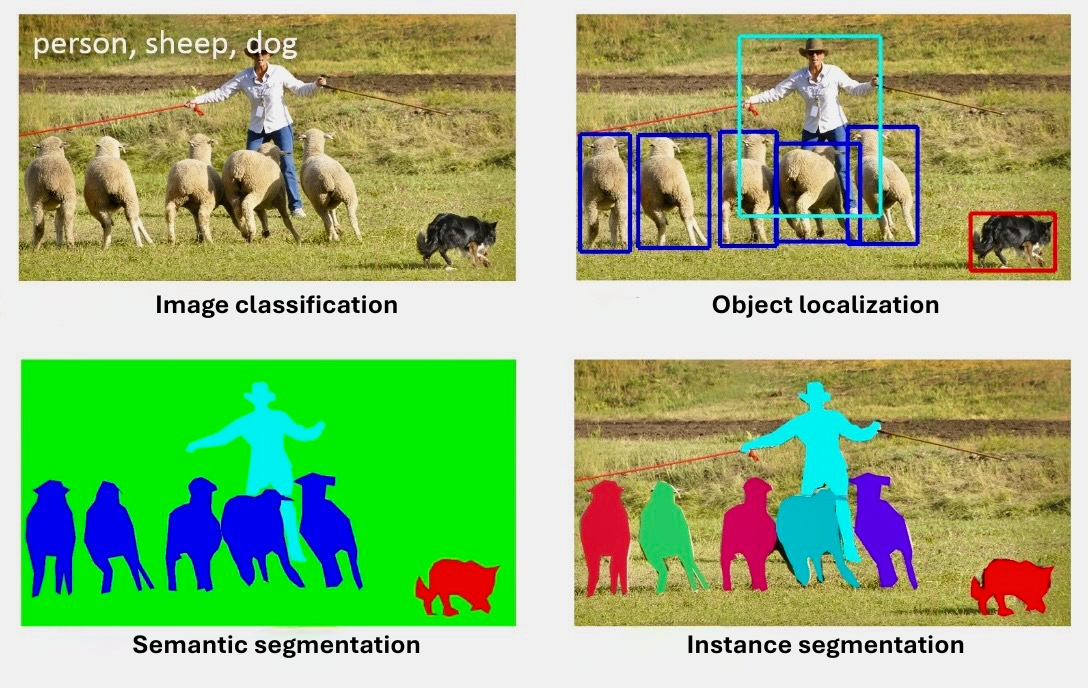 person, sheep, dog
Image classification
Object localization
Semantic segmentation
Instance segmentation